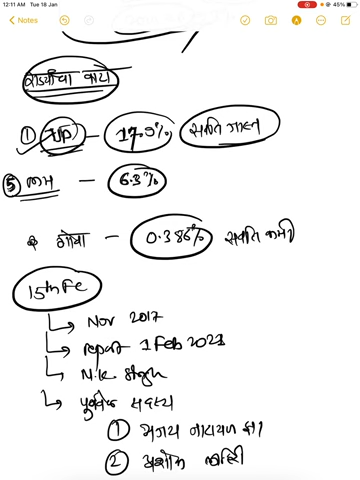 12:11 AM Tue 18 Jan
45%
Notes
राज्यांचा वाटा
① UP - 17.9% सर्वात जास्त
⑤ महा - 6.3%
गोवा - 0.386% सर्वात कमी
15th Fc
Nov 2017
report 1 Feb 2021
N.K. Singh
पूर्णवेळ सदस्य
① अजय नारायण झा
② अशोक लाहिरी